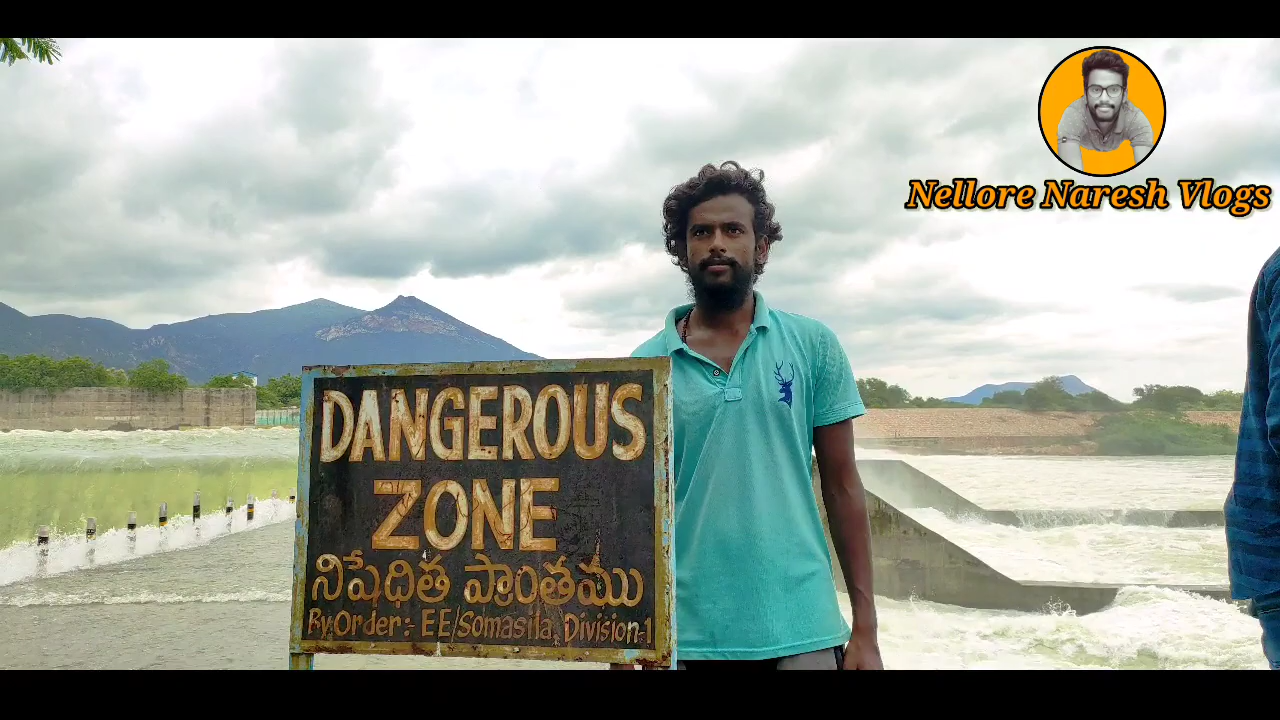 Nellore Naresh Vlogs
DANGEROUS
ZONE
నిషేధిత ప్రాంతము
By Order:- EE/Somasila, Division-1